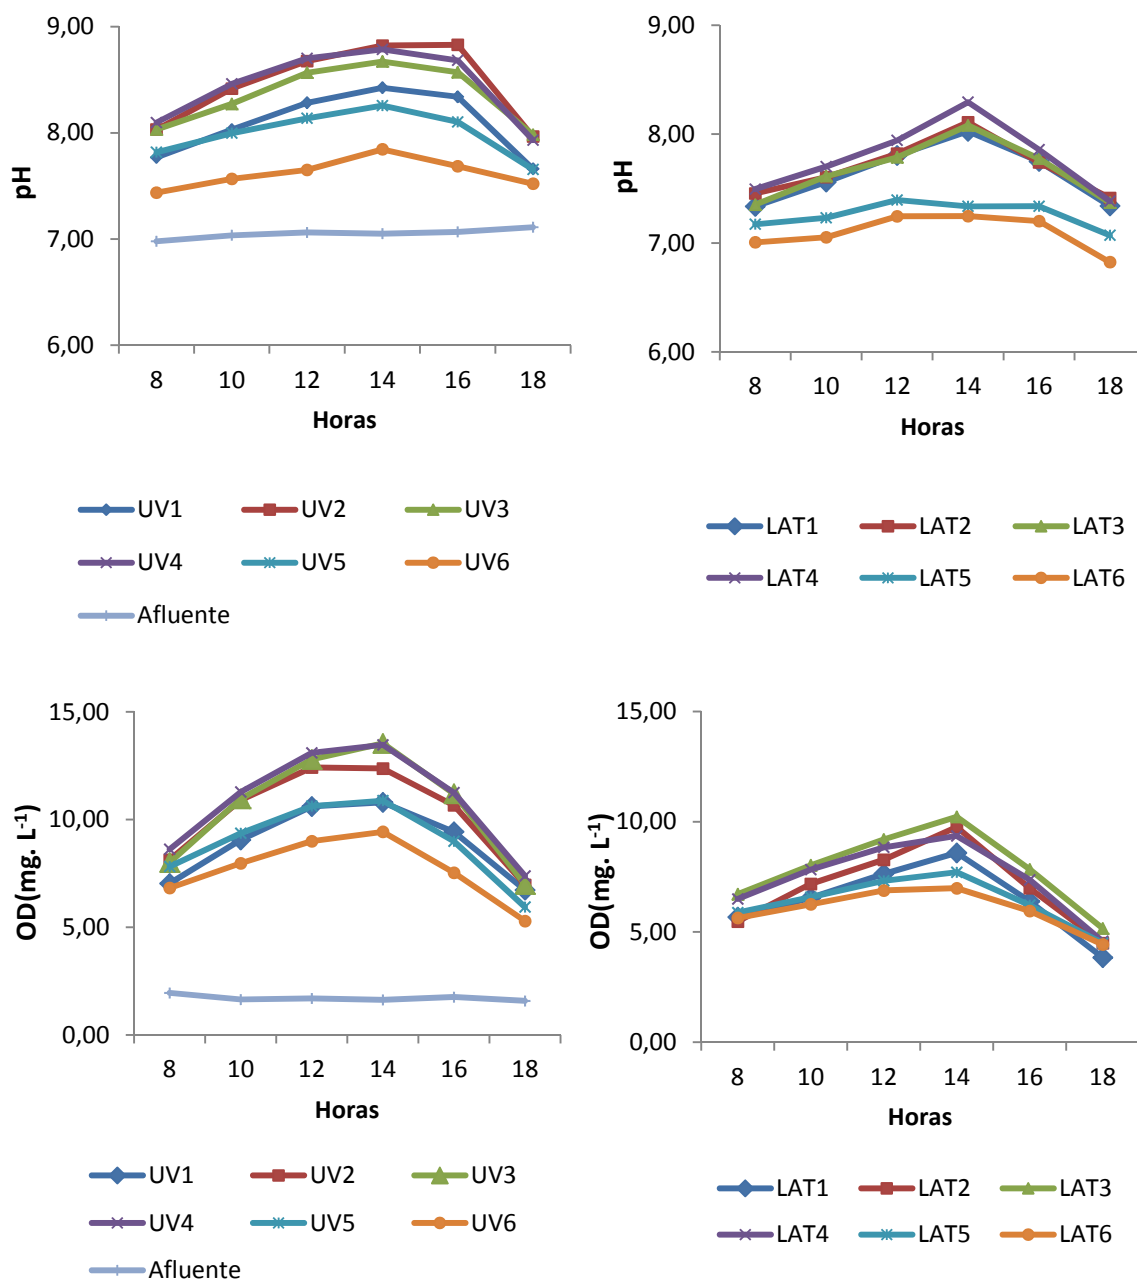 9,00
8,00
7,00
6,00
pH
8 10 12 14 16 18
Horas
UV1 UV2 UV3
UV4 UV5 UV6
Afluente
9,00
8,00
7,00
6,00
pH
8 10 12 14 16 18
Horas
LAT1 LAT2 LAT3
LAT4 LAT5 LAT6
15,00
10,00
5,00
0,00
OD(mg. L⁻¹)
8 10 12 14 16 18
Horas
UV1 UV2 UV3
UV4 UV5 UV6
Afluente
15,00
10,00
5,00
0,00
OD(mg. L⁻¹)
8 10 12 14 16 18
Horas
LAT1 LAT2 LAT3
LAT4 LAT5 LAT6